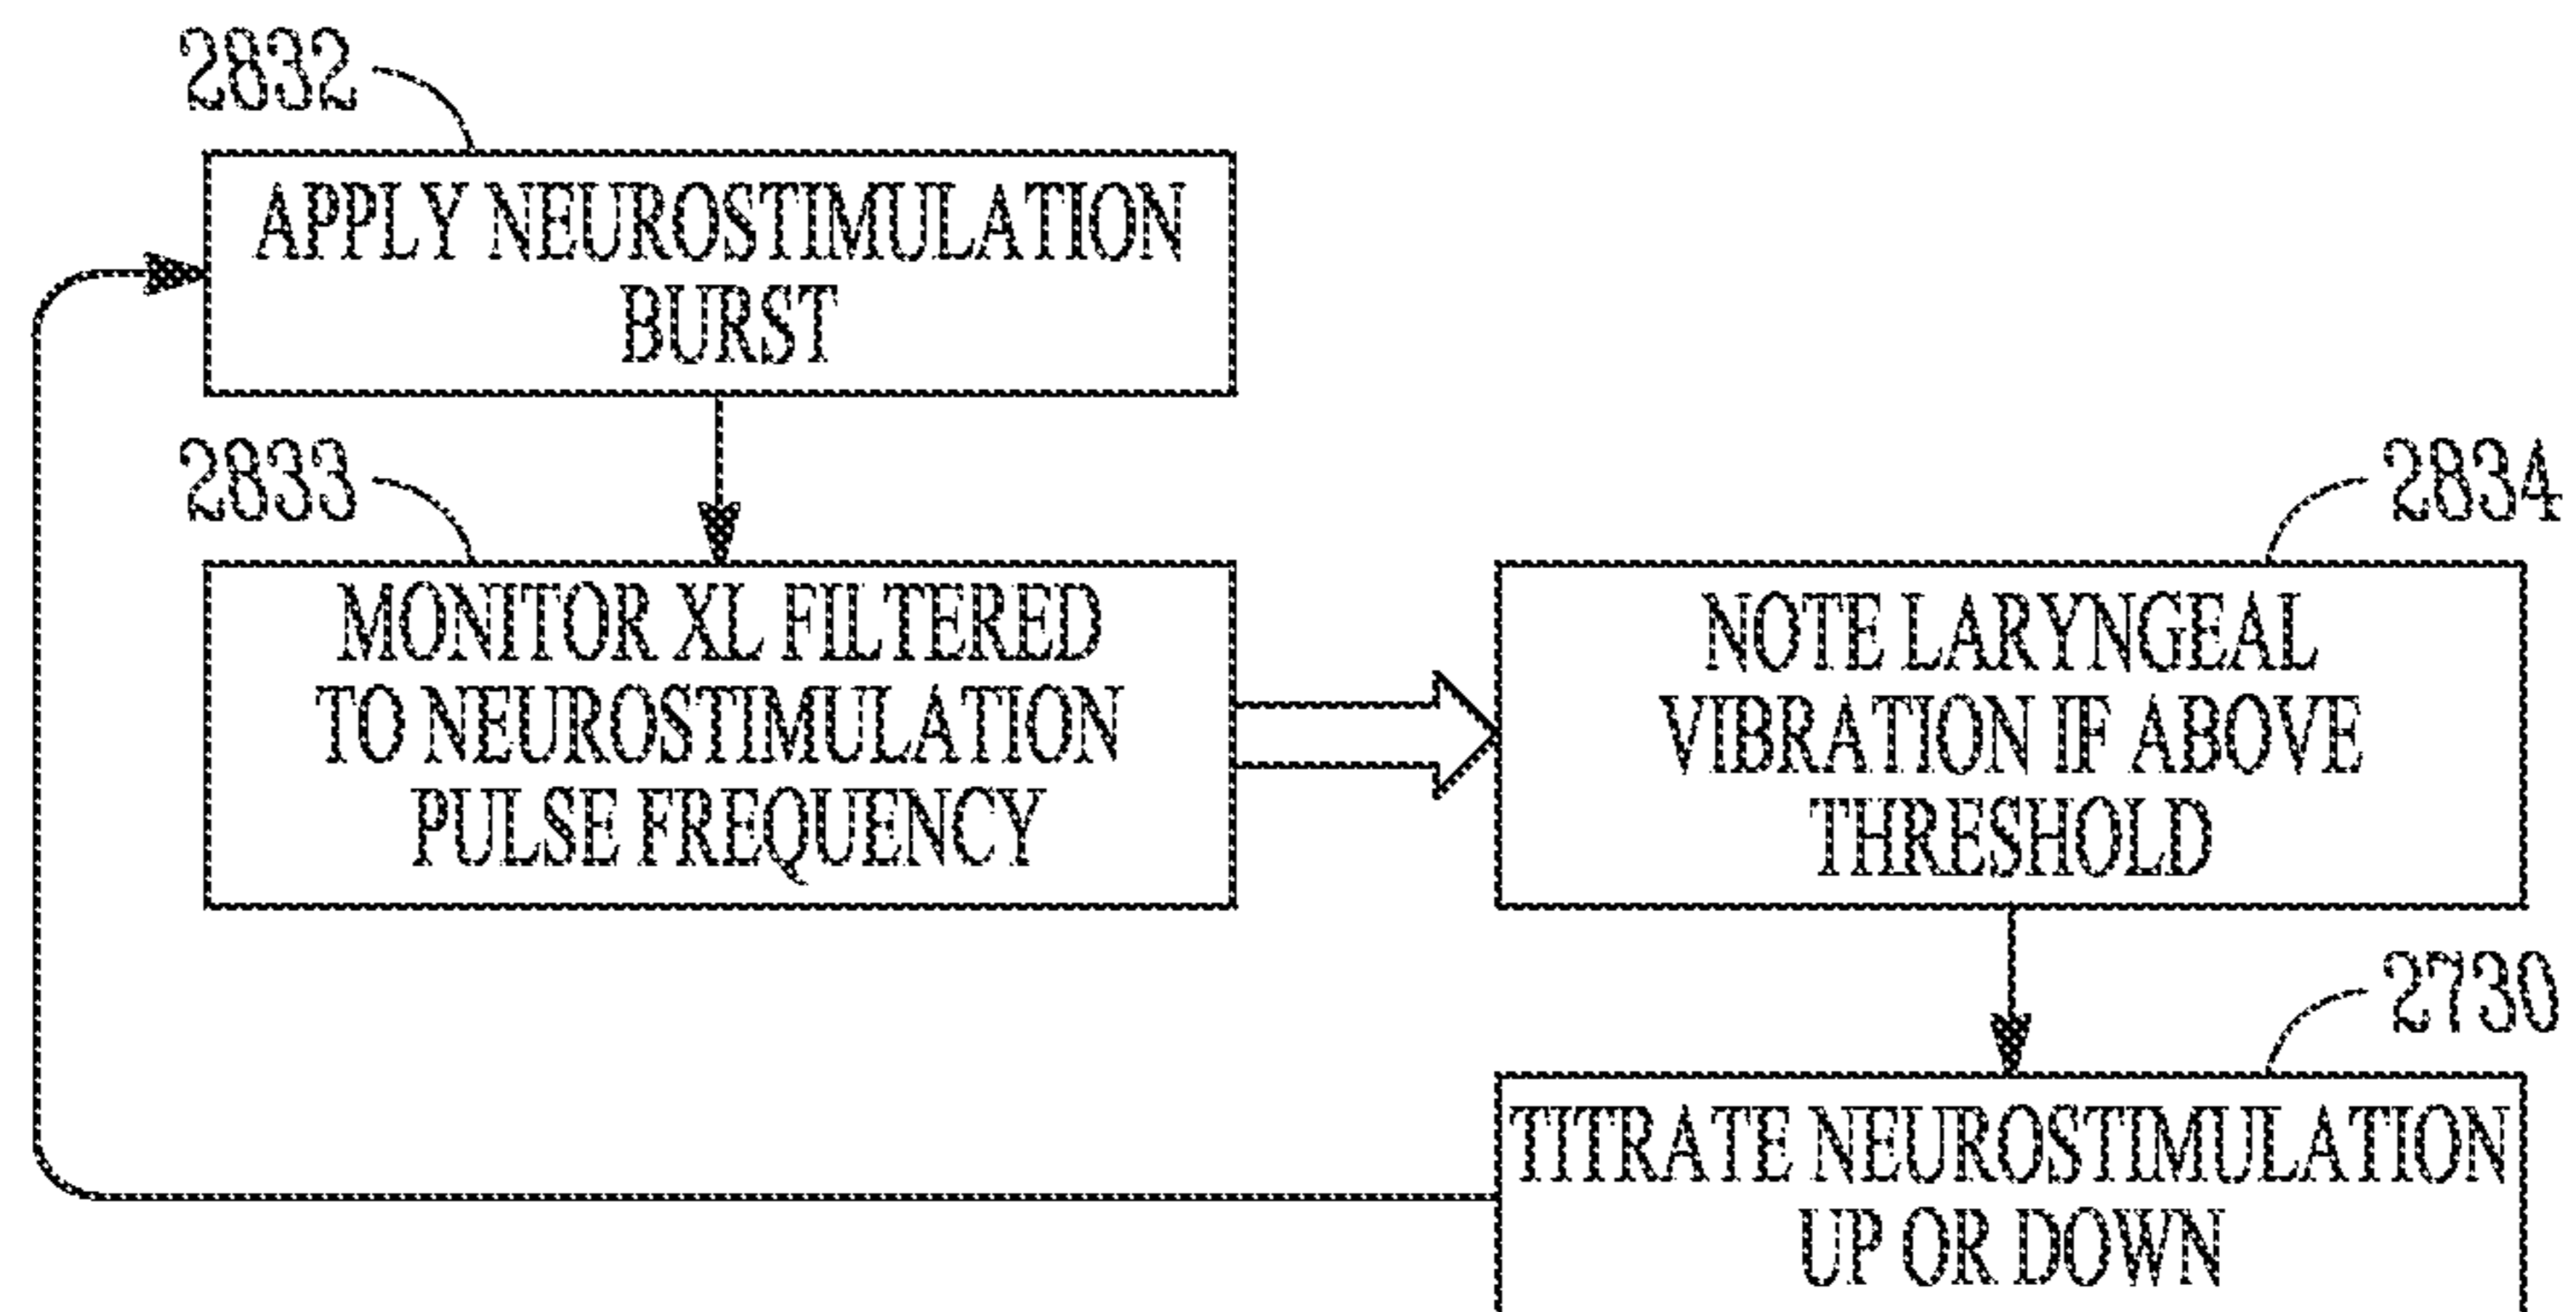 2832
APPLY NEUROSTIMULATION
BURST
2833
MONITOR XL FILTERED
TO NEUROSTIMULATION
PULSE FREQUENCY
2834
NOTE LARYNGEAL
VIBRATION IF ABOVE
THRESHOLD
2730
TITRATE NEUROSTIMULATION
UP OR DOWN